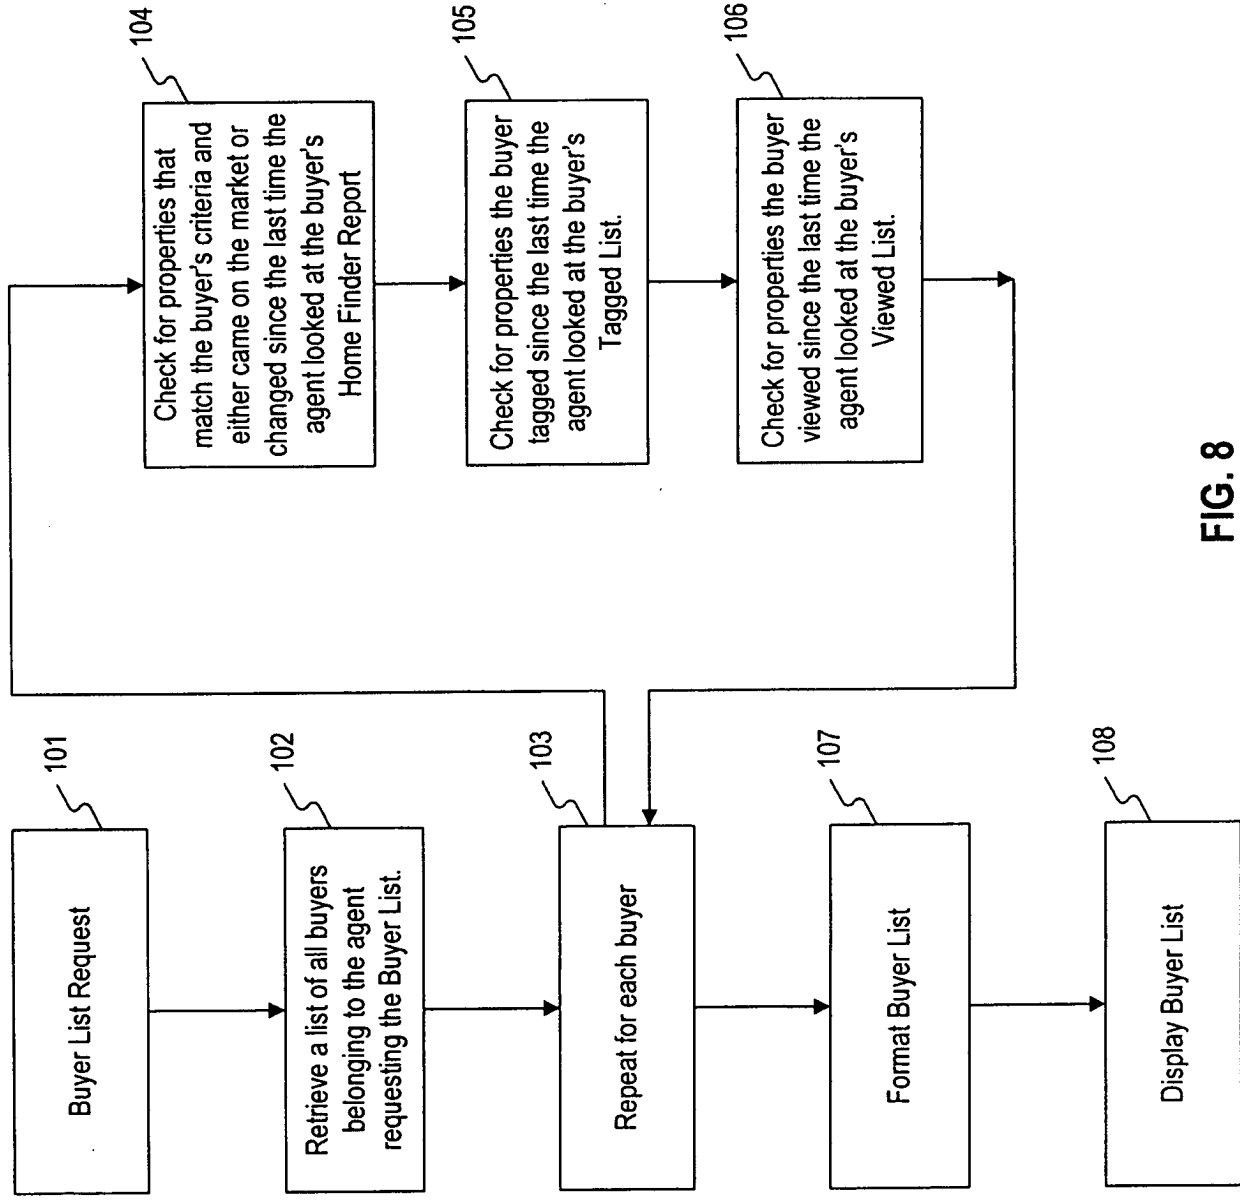 101
Buyer List Request
102
Retrieve a list of all buyers
belonging to the agent
requesting the Buyer List.
103
Repeat for each buyer
104
Check for properties that
match the buyer's criteria and
either came on the market or
changed since the last time the
agent looked at the buyer's
Home Finder Report
105
Check for properties the buyer
tagged since the last time the
agent looked at the buyer's
Tagged List.
106
Check for properties the buyer
viewed since the last time the
agent looked at the buyer's
Viewed List.
107
Format Buyer List
108
Display Buyer List
FIG. 8